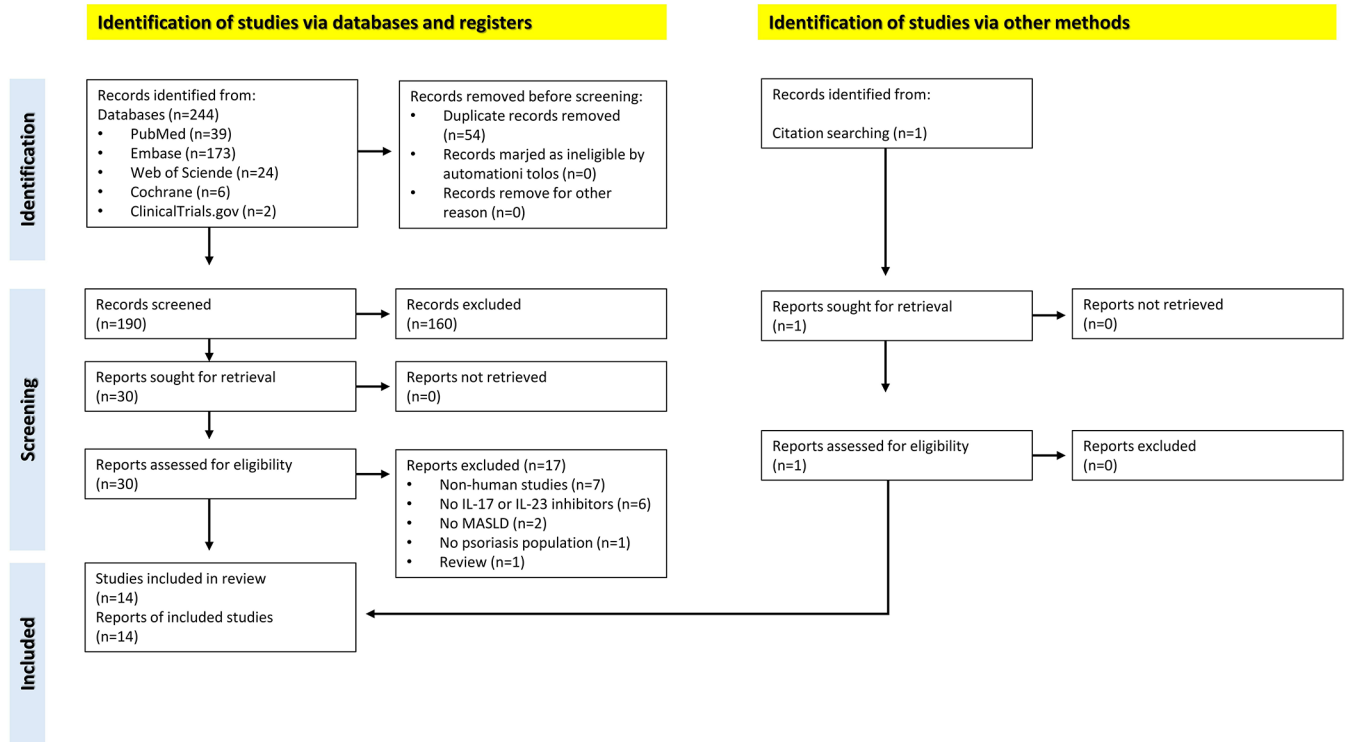 Identification of studies via databases and registers
Identification of studies via other methods
Identification
Records identified from:
Databases (n=244)
• PubMed (n=39)
• Embase (n=173)
• Web of Sciende (n=24)
• Cochrane (n=6)
• ClinicalTrials.gov (n=2)
Records removed before screening:
• Duplicate records removed
(n=54)
• Records marjed as ineligible by
automationi tolos (n=0)
• Records remove for other
reason (n=0)
Records identified from:
Citation searching (n=1)
Screening
Records screened
(n=190)
Records excluded
(n=160)
Reports sought for retrieval
(n=30)
Reports not retrieved
(n=0)
Reports assessed for eligibility
(n=30)
Reports excluded (n=17)
• Non-human studies (n=7)
• No IL-17 or IL-23 inhibitors (n=6)
• No MASLD (n=2)
• No psoriasis population (n=1)
• Review (n=1)
Reports sought for retrieval
(n=1)
Reports not retrieved
(n=0)
Reports assessed for eligibility
(n=1)
Reports excluded
(n=0)
Included
Studies included in review
(n=14)
Reports of included studies
(n=14)